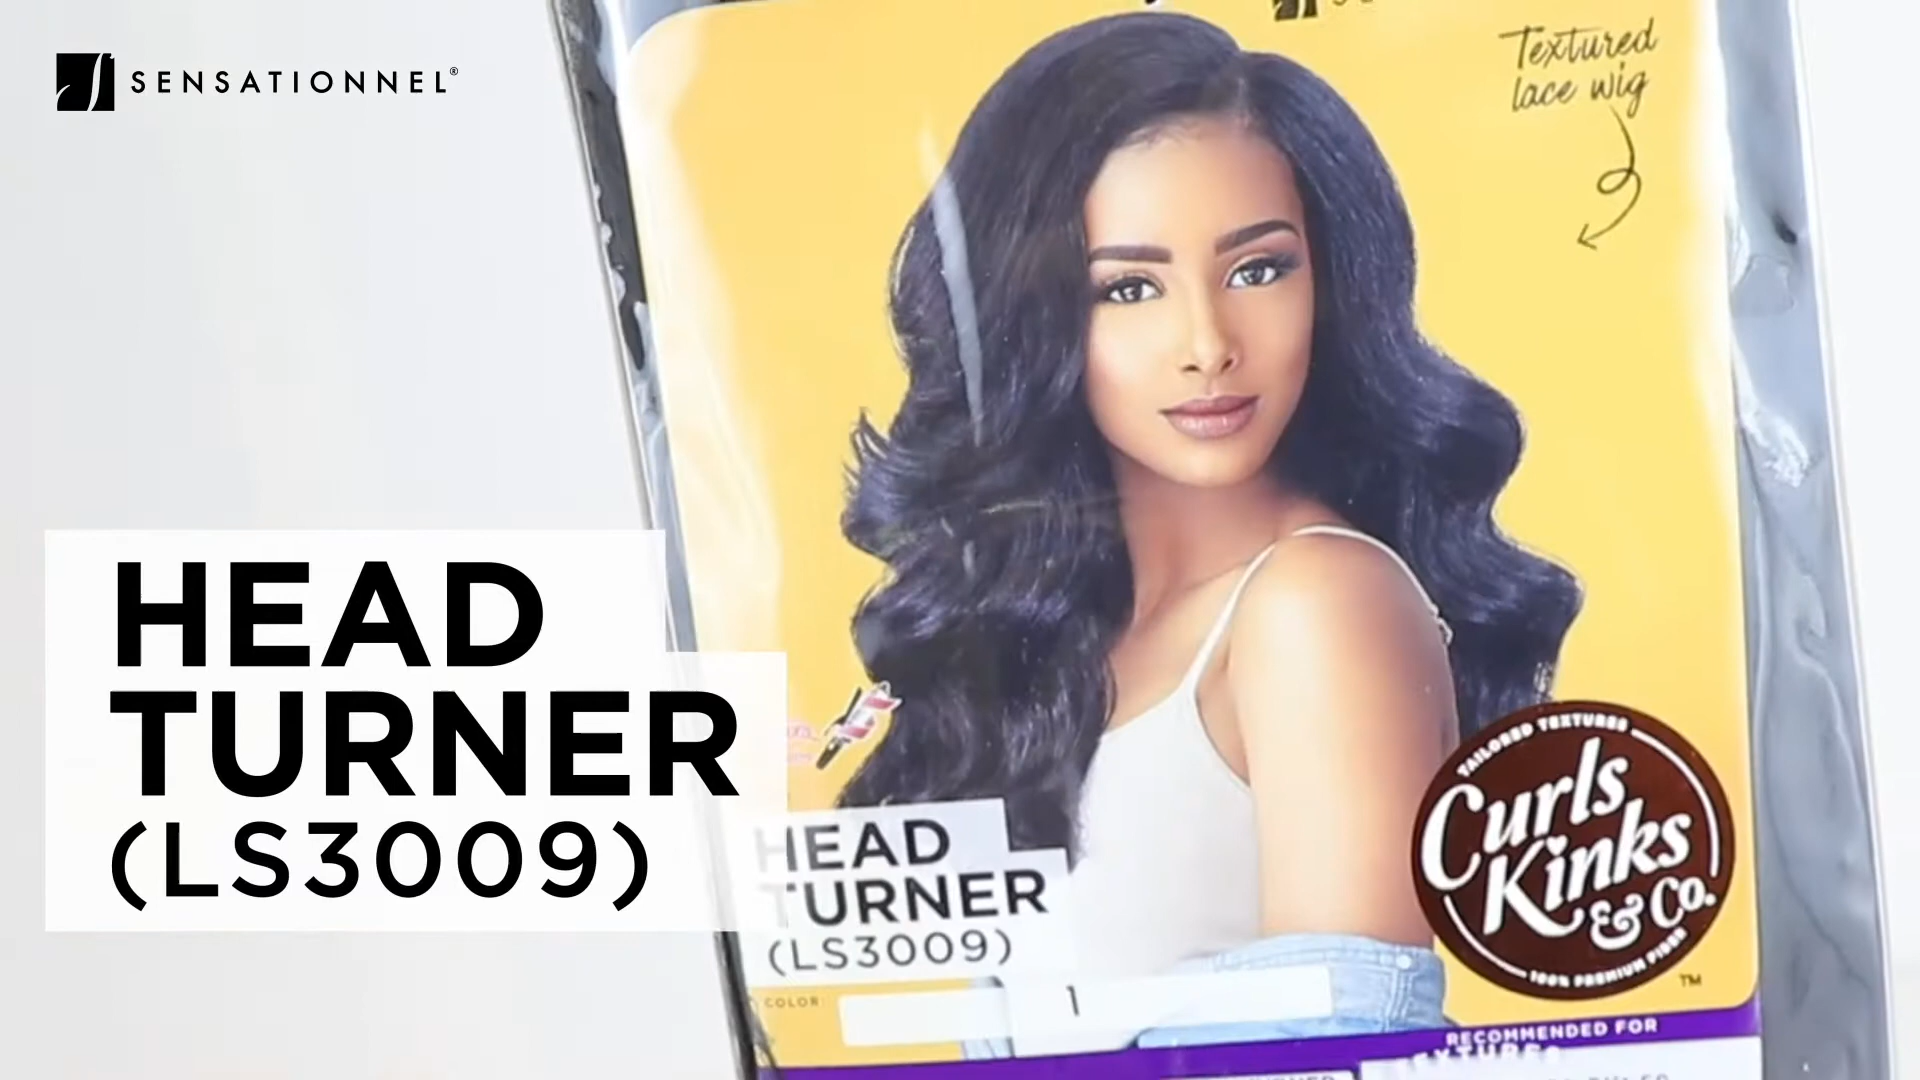 SENSATIONNEL®
Textured
lace wig
HEAD
TURNER
(LS3009)
HEAD
TURNER
(LS3009)
COLOR
1
TAILORED TEXTURES
Curls
Kinks
& Co.
100% PREMIUM FIBER
TM
RECOMMENDED FOR
TEXTURES